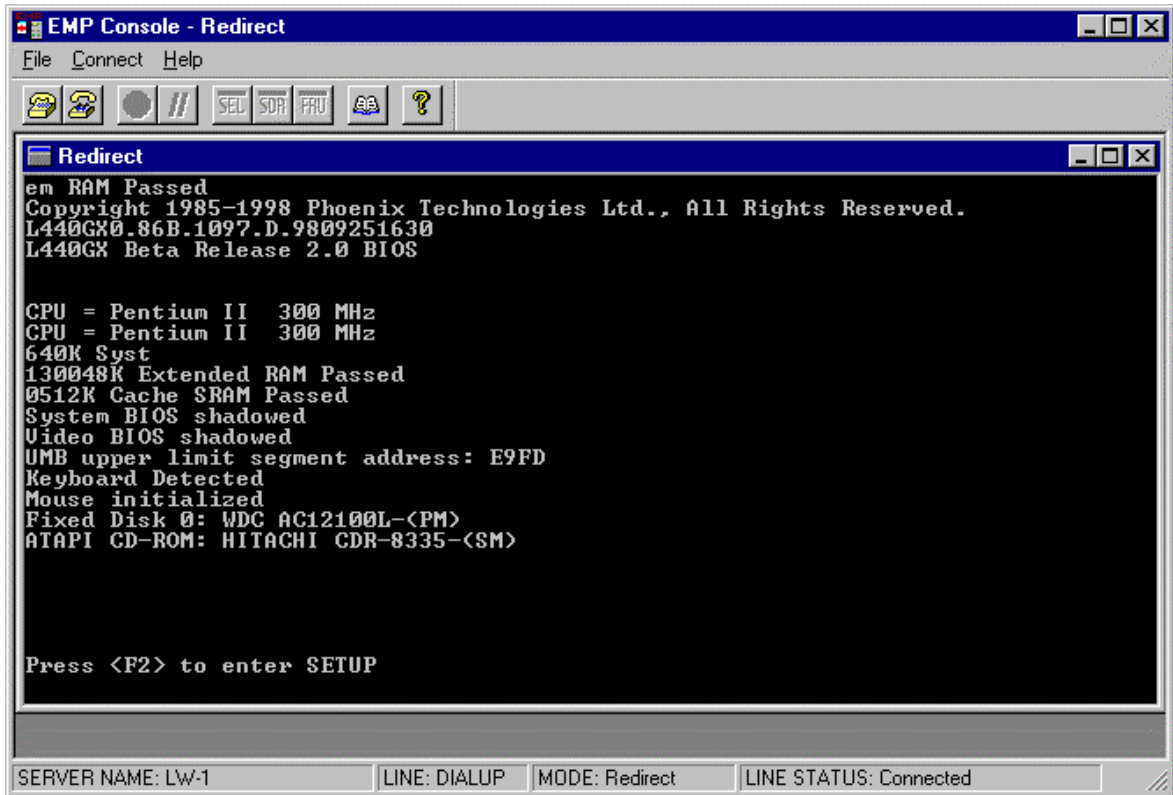 EMP Console - Redirect
File Connect Help
SEL SDR FRU ?
Redirect
em RAM Passed
Copyright 1985-1998 Phoenix Technologies Ltd., All Rights Reserved.
L440GX0.86B.1097.D.9809251630
L440GX Beta Release 2.0 BIOS
CPU = Pentium II 300 MHz
CPU = Pentium II 300 MHz
640K Syst
130048K Extended RAM Passed
0512K Cache SRAM Passed
System BIOS shadowed
Video BIOS shadowed
UMB upper limit segment address: E9FD
Keyboard Detected
Mouse initialized
Fixed Disk 0: WDC AC12100L-(PM)
ATAPI CD-ROM: HITACHI CDR-8335-(SM)
Press <F2> to enter SETUP
SERVER NAME: LW-1 LINE: DIALUP MODE: Redirect LINE STATUS: Connected